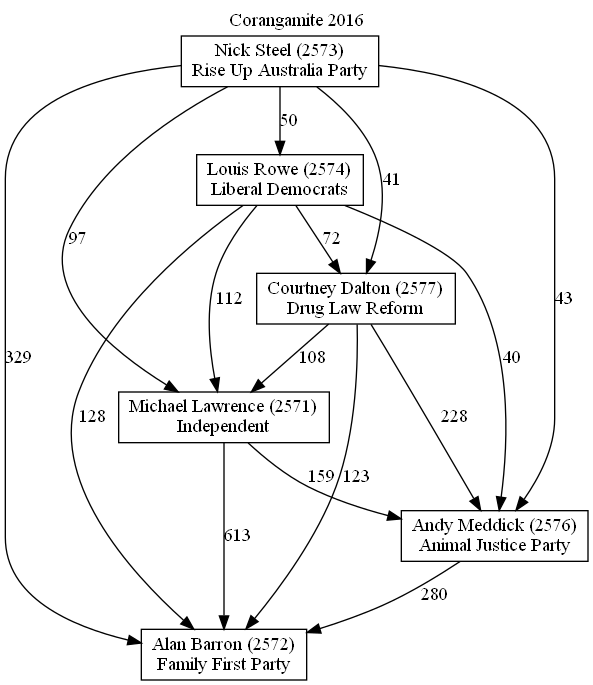 Corangamite 2016
Nick Steel (2573)
Rise Up Australia Party
50
Louis Rowe (2574)
Liberal Democrats
41
97
112
72
Courtney Dalton (2577)
Drug Law Reform
43
329
128
108
40
Michael Lawrence (2571)
Independent
228
159
123
613
Andy Meddick (2576)
Animal Justice Party
280
Alan Barron (2572)
Family First Party